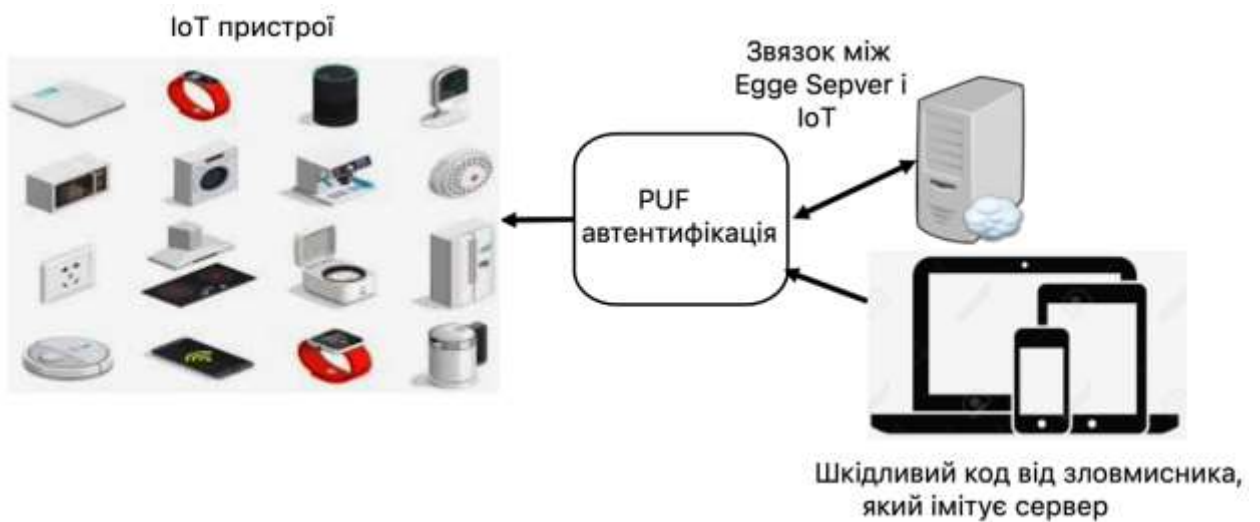 IoT пристрої
Звязок між
Egge Sepver і
IoT
PUF
автентифікація
Шкідливий код від зловмисника,
який імітує сервер